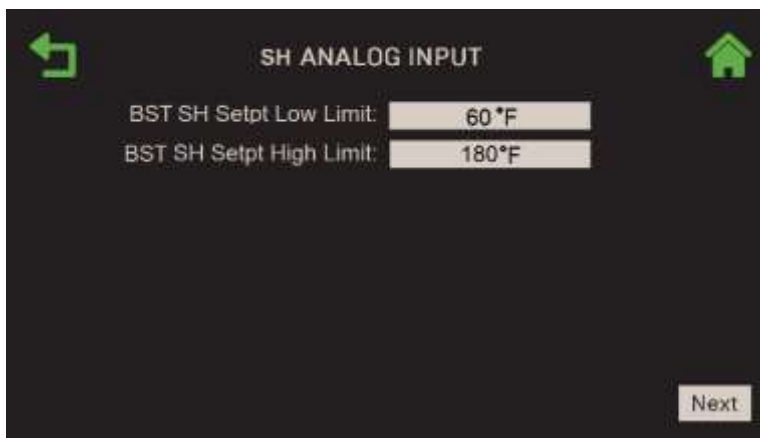 SH ANALOG INPUT
BST SH Setpt Low Limit: 60°F
BST SH Setpt High Limit: 180°F
Next